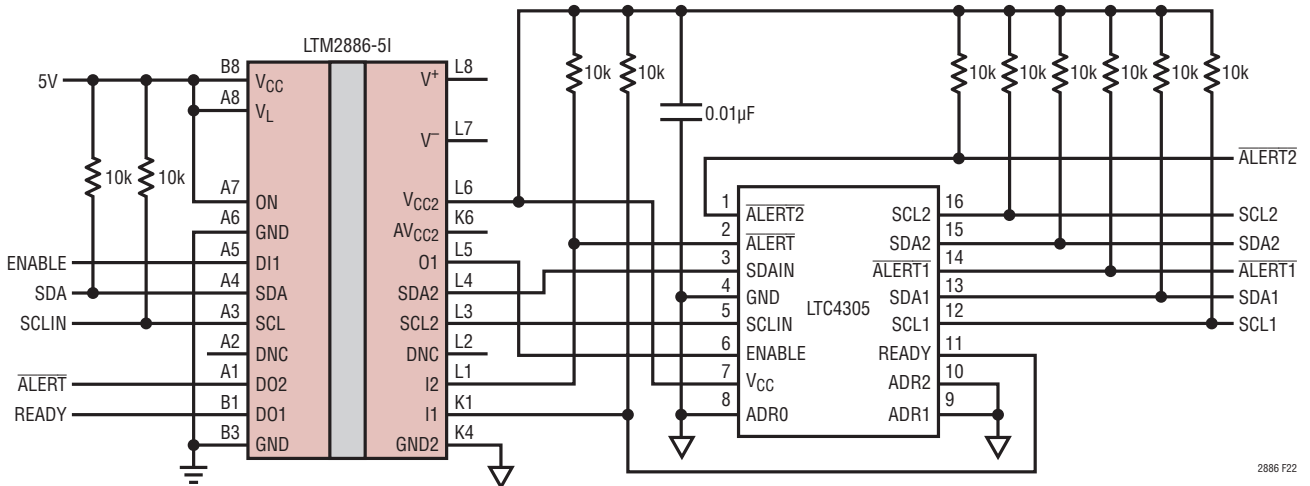 LTM2886-5I
5V
B8
V_CC
A8
V_L
10k
10k
A7
ON
A6
GND
ENABLE
A5
DI1
SDA
A4
SDA
SCLIN
A3
SCL
A2
DNC
ALERT
A1
DO2
READY
B1
DO1
B3
GND
V+
L8
V−
L7
V_CC2
L6
AV_CC2
K6
O1
L5
SDA2
L4
SCL2
L3
DNC
L2
I2
L1
I1
K1
GND2
K4
10k
10k
0.01µF
10k
10k
10k
10k
10k
10k
LTC4305
1
ALERT2
2
ALERT
3
SDAIN
4
GND
5
SCLIN
6
ENABLE
7
V_CC
8
ADR0
SCL2
16
SDA2
15
ALERT1
14
SDA1
13
SCL1
12
READY
11
ADR2
10
ADR1
9
ALERT2
SCL2
SDA2
ALERT1
SDA1
SCL1
2886 F22